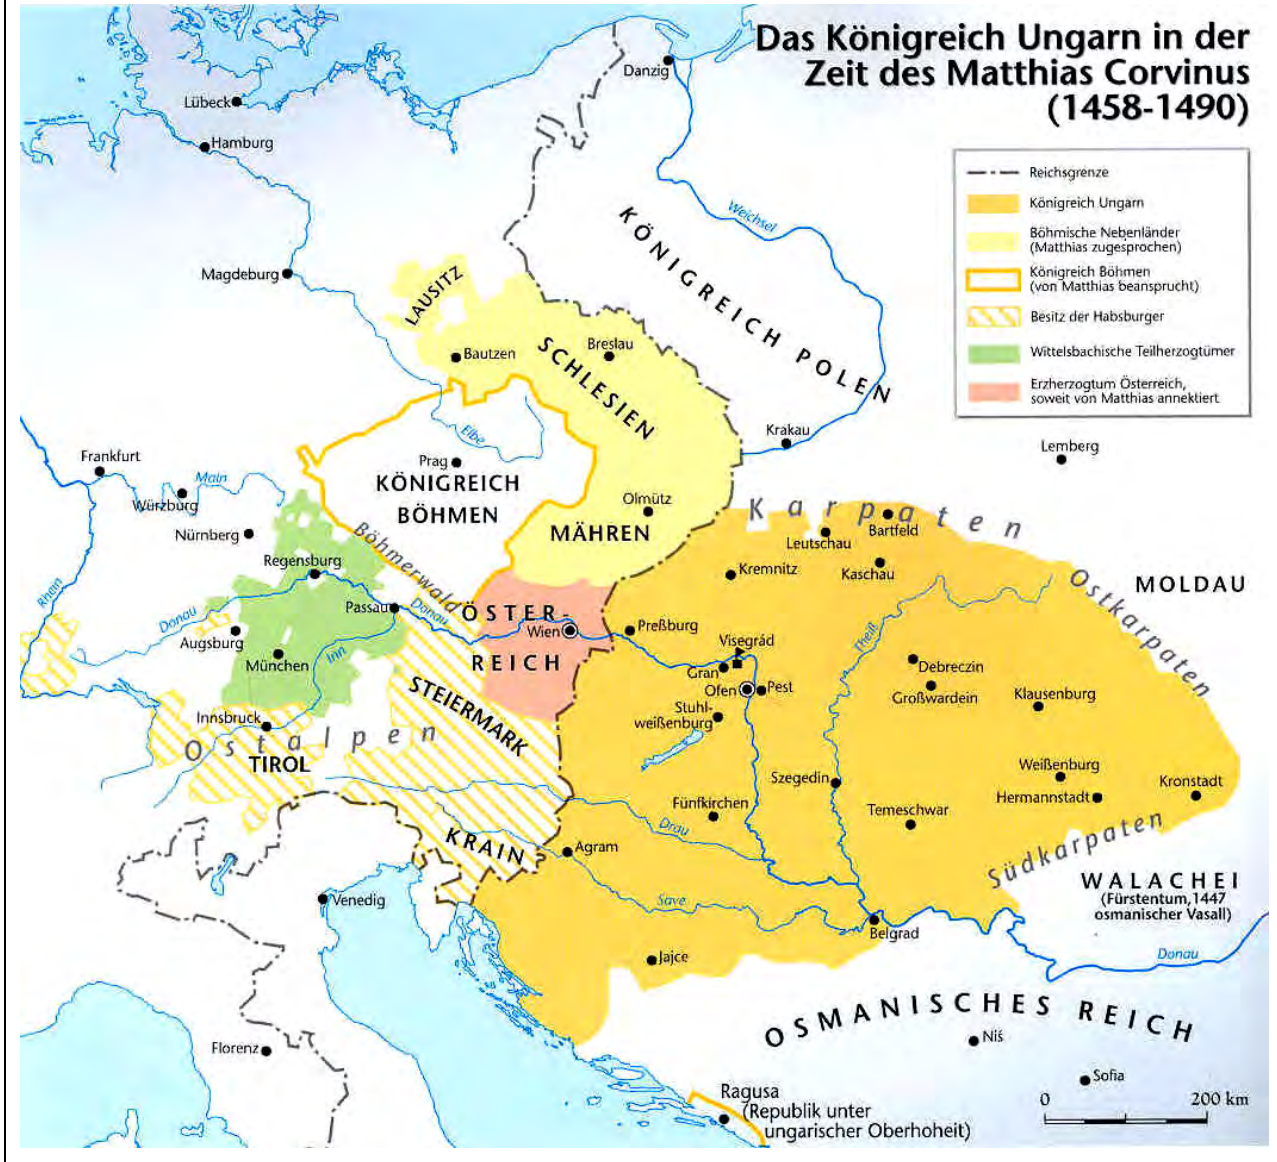 Das Königreich Ungarn in der
Zeit des Matthias Corvinus
(1458-1490)
Reichsgrenze
Königreich Ungarn
Böhmische Nebenländer
(Matthias zugesprochen)
Königreich Böhmen
(von Matthias beansprucht)
Besitz der Habsburger
Wittelsbachische Teilherzogtümer
Erzherzogtum Österreich,
soweit von Matthias annektiert
Danzig
Lübeck
Hamburg
Weichsel
KÖNIGREICH POLEN
Magdeburg
LAUSITZ
Bautzen
SCHLESIEN
Breslau
Krakau
Lemberg
Elbe
Frankfurt
Main
Prag
KÖNIGREICH
BÖHMEN
Würzburg
Nürnberg
Olmütz
MÄHREN
Karpaten
Leutschau
Bartfeld
Böhmerwald
Regensburg
Kremnitz
Kaschau
Ostkarpaten
MOLDAU
Rhein
Donau
Passau
Donau
ÖSTER-
REICH
Wien
Preßburg
Theiß
Augsburg
München
Inn
Visegrád
Gran
Ofen
Pest
Debreczin
Großwardein
Klausenburg
STEIERMARK
Stuhl-
weißenburg
Innsbruck
Ostalpen
TIROL
Szegedin
Weißenburg
Hermannstadt
Kronstadt
Fünfkirchen
Temeschwar
Drau
KRAIN
Agram
Südkarpaten
WALACHEI
(Fürstentum, 1447
osmanischer Vasall)
Venedig
Save
Belgrad
Donau
Jajce
OSMANISCHES REICH
Niš
Florenz
Sofia
Ragusa
(Republik unter
ungarischer Oberhoheit)
0
200 km